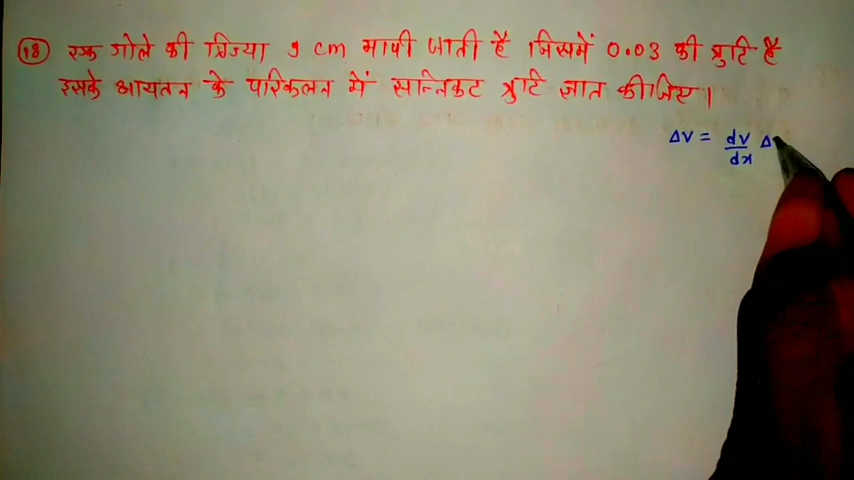 18 एक गोले की त्रिज्या 9 cm मापी जाती है जिसमें 0.03 की त्रुटि है
इसके आयतन के परिकलन में सन्निकट त्रुटि ज्ञात कीजिए।
ΔV = dv/dx Δ